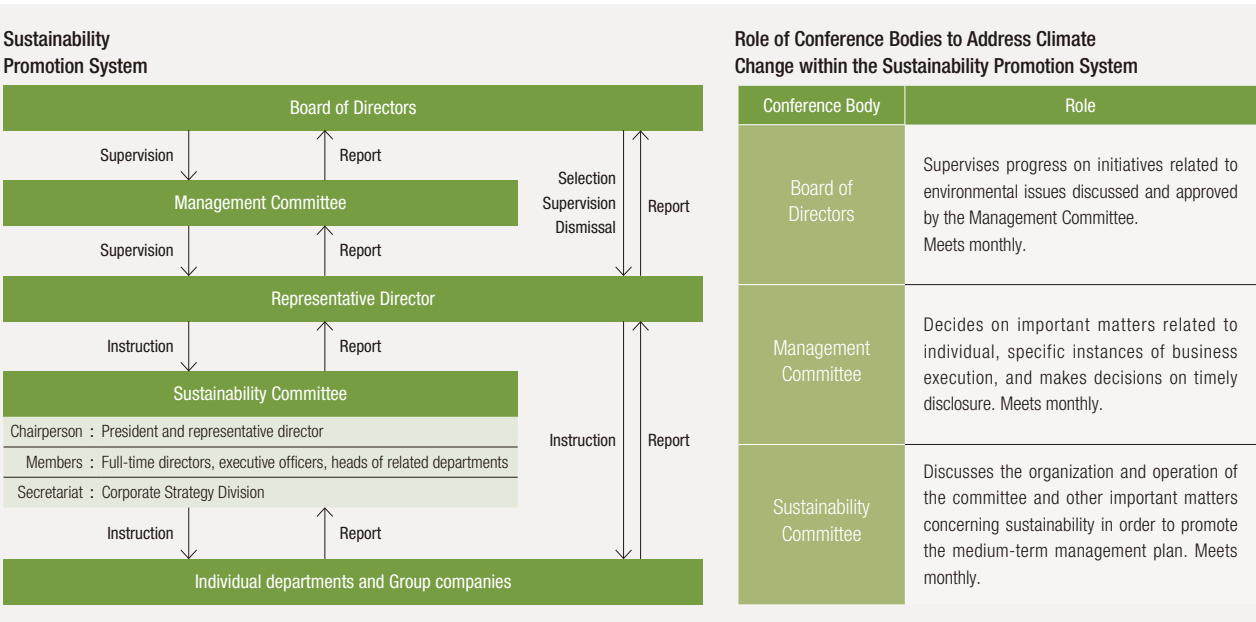 Sustainability
Promotion System
Board of Directors
Supervision
Report
Selection
Supervision
Dismissal
Report
Management Committee
Supervision
Report
Representative Director
Instruction
Report
Sustainability Committee
Chairperson : President and representative director
Members : Full-time directors, executive officers, heads of related departments
Secretariat : Corporate Strategy Division
Instruction
Report
Instruction
Report
Individual departments and Group companies
Role of Conference Bodies to Address Climate
Change within the Sustainability Promotion System
Conference Body
Role
Board of
Directors
Supervises progress on initiatives related to
environmental issues discussed and approved
by the Management Committee.
Meets monthly.
Management
Committee
Decides on important matters related to
individual, specific instances of business
execution, and makes decisions on timely
disclosure. Meets monthly.
Sustainability
Committee
Discusses the organization and operation of
the committee and other important matters
concerning sustainability in order to promote
the medium-term management plan. Meets
monthly.